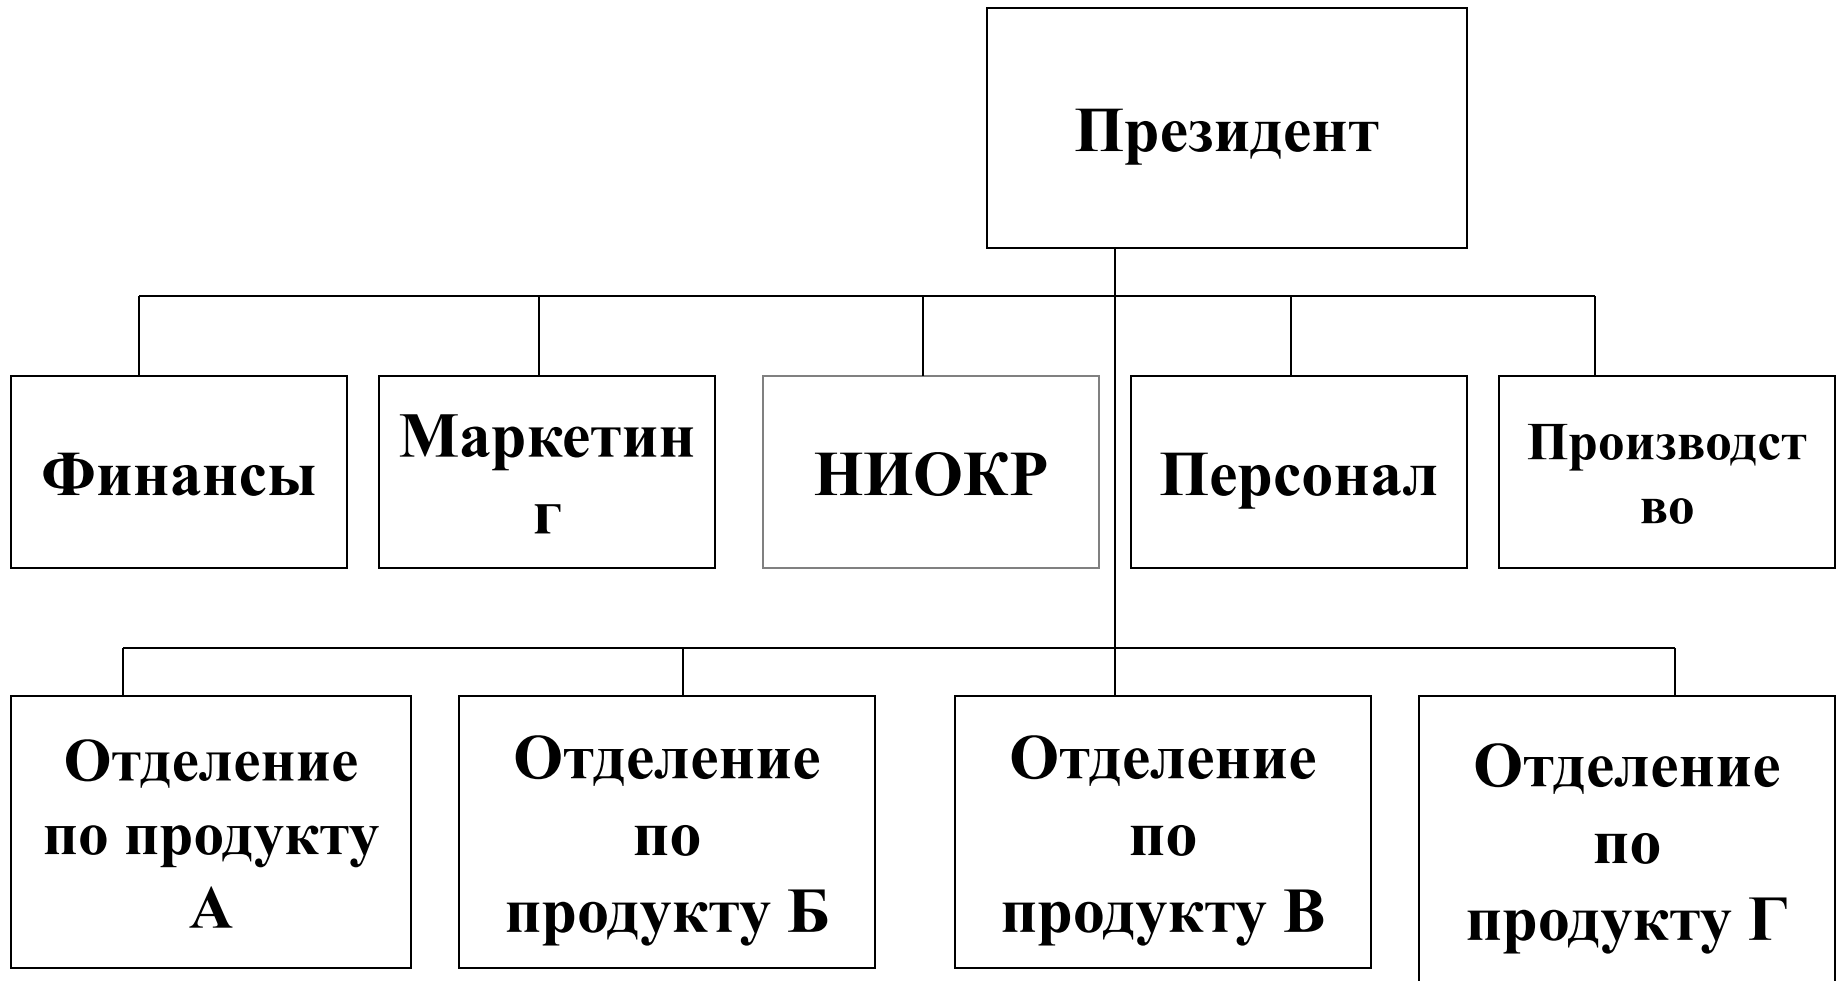 Президент
Финансы
Маркетин
г
НИОКР
Персонал
Производст
во
Отделение
по продукту
А
Отделение
по
продукту Б
Отделение
по
продукту В
Отделение
по
продукту Г